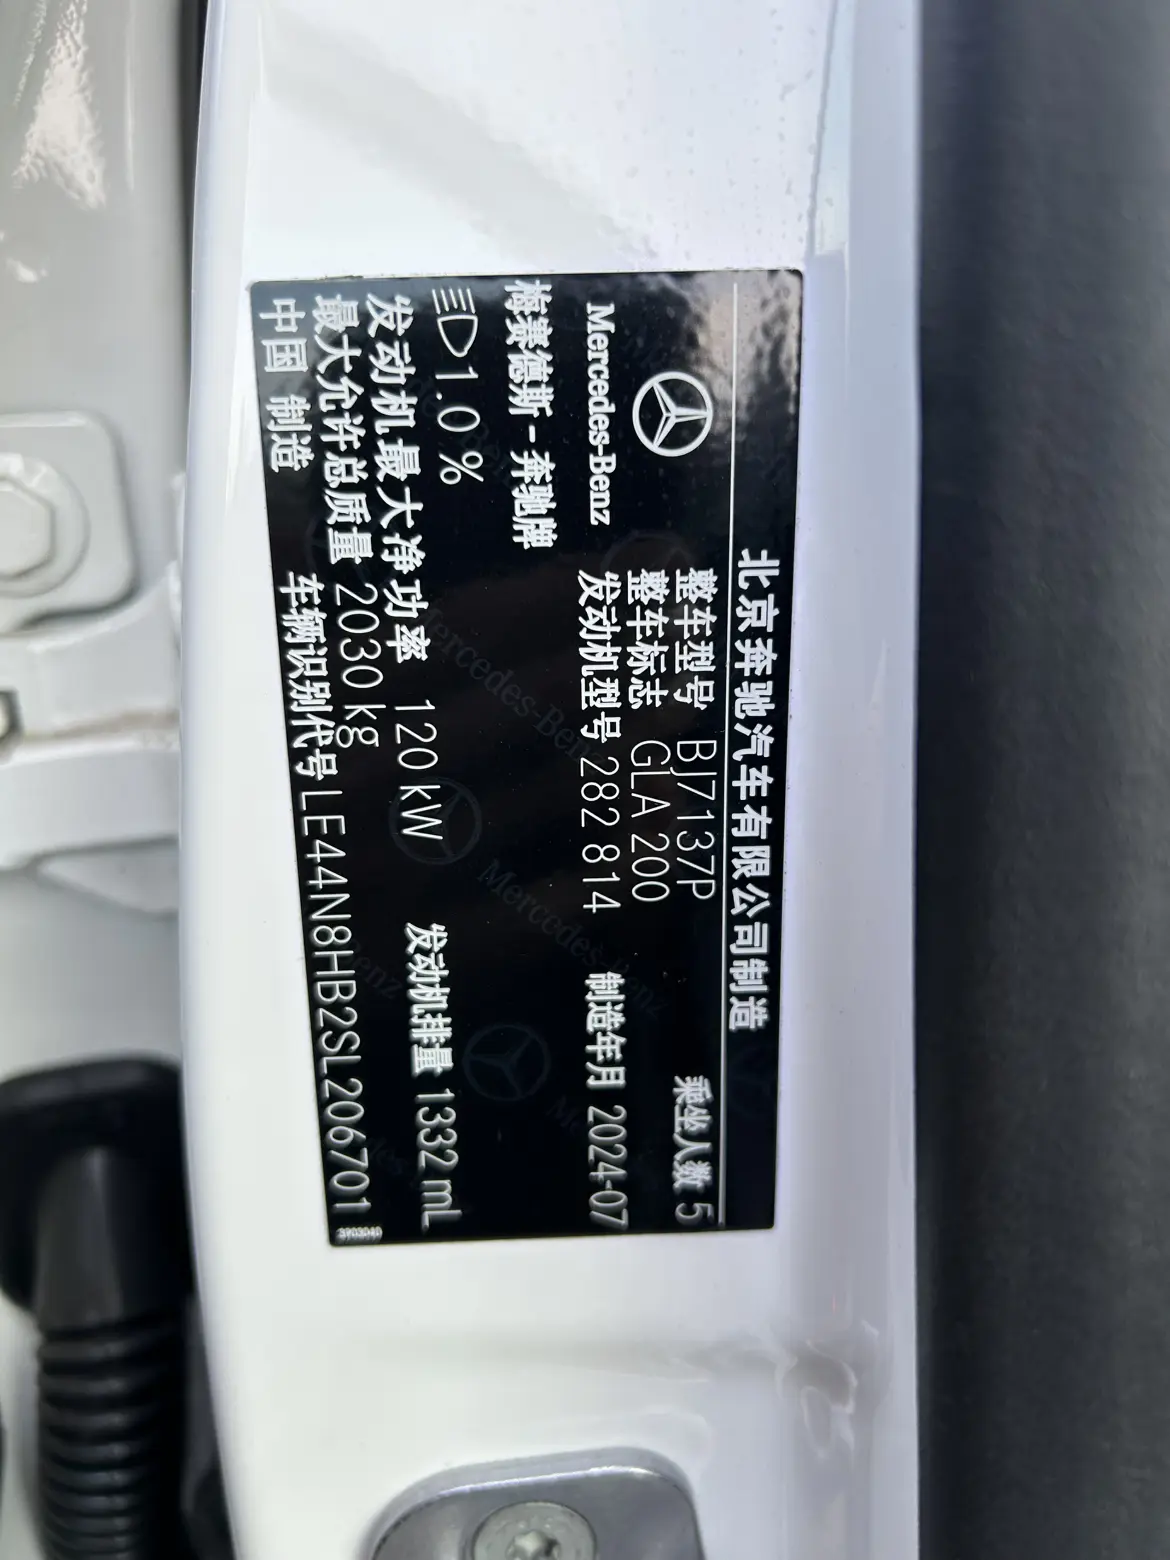 北京奔驰汽车有限公司制造
整车型号 BJ7137P 乘坐人数 5
整车标志 GLA 200
Mercedes-Benz 发动机型号 282 814 制造年月 2024-07
梅赛德斯-奔驰牌
1.0%
发动机最大净功率 120 kW 发动机排量 1332 mL
最大允许总质量 2030 kg
中国 制造 车辆识别代号 LE44N8HB2SL206701